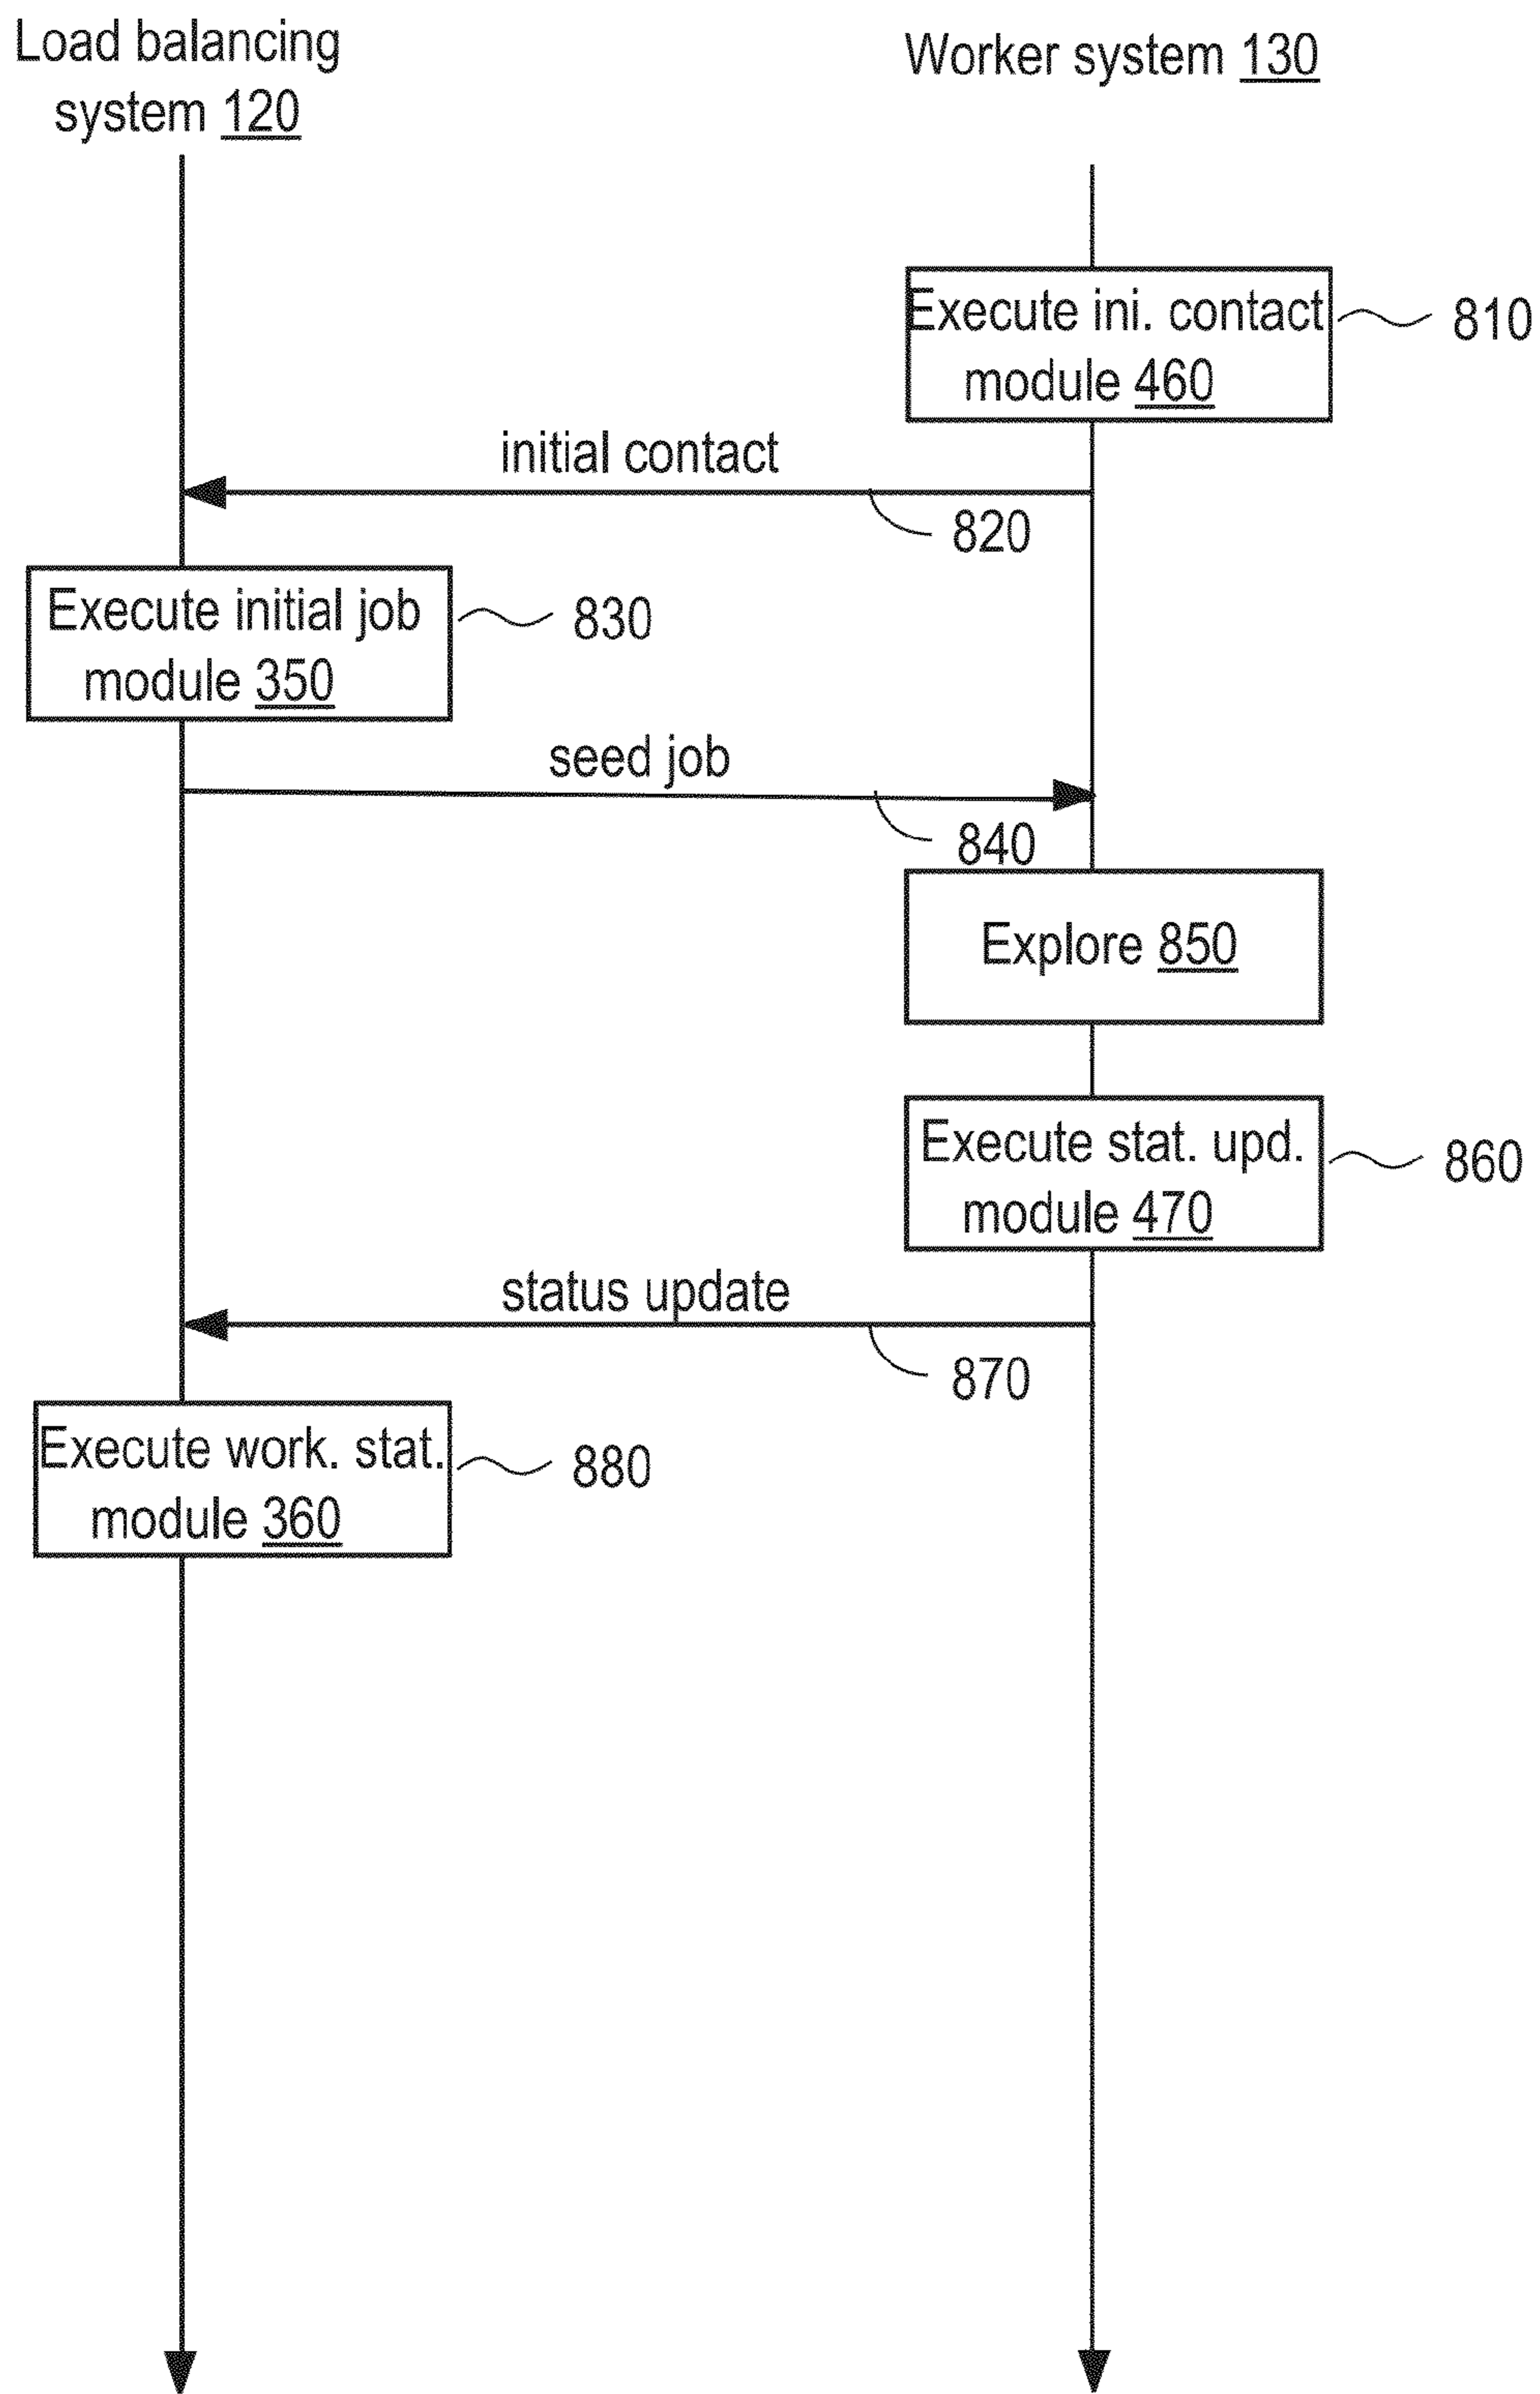 Load balancing
system 120
Worker system 130
Execute ini. contact
module 460
810
initial contact
820
Execute initial job
module 350
830
seed job
840
Explore 850
Execute stat. upd.
module 470
860
status update
870
Execute work. stat.
module 360
880